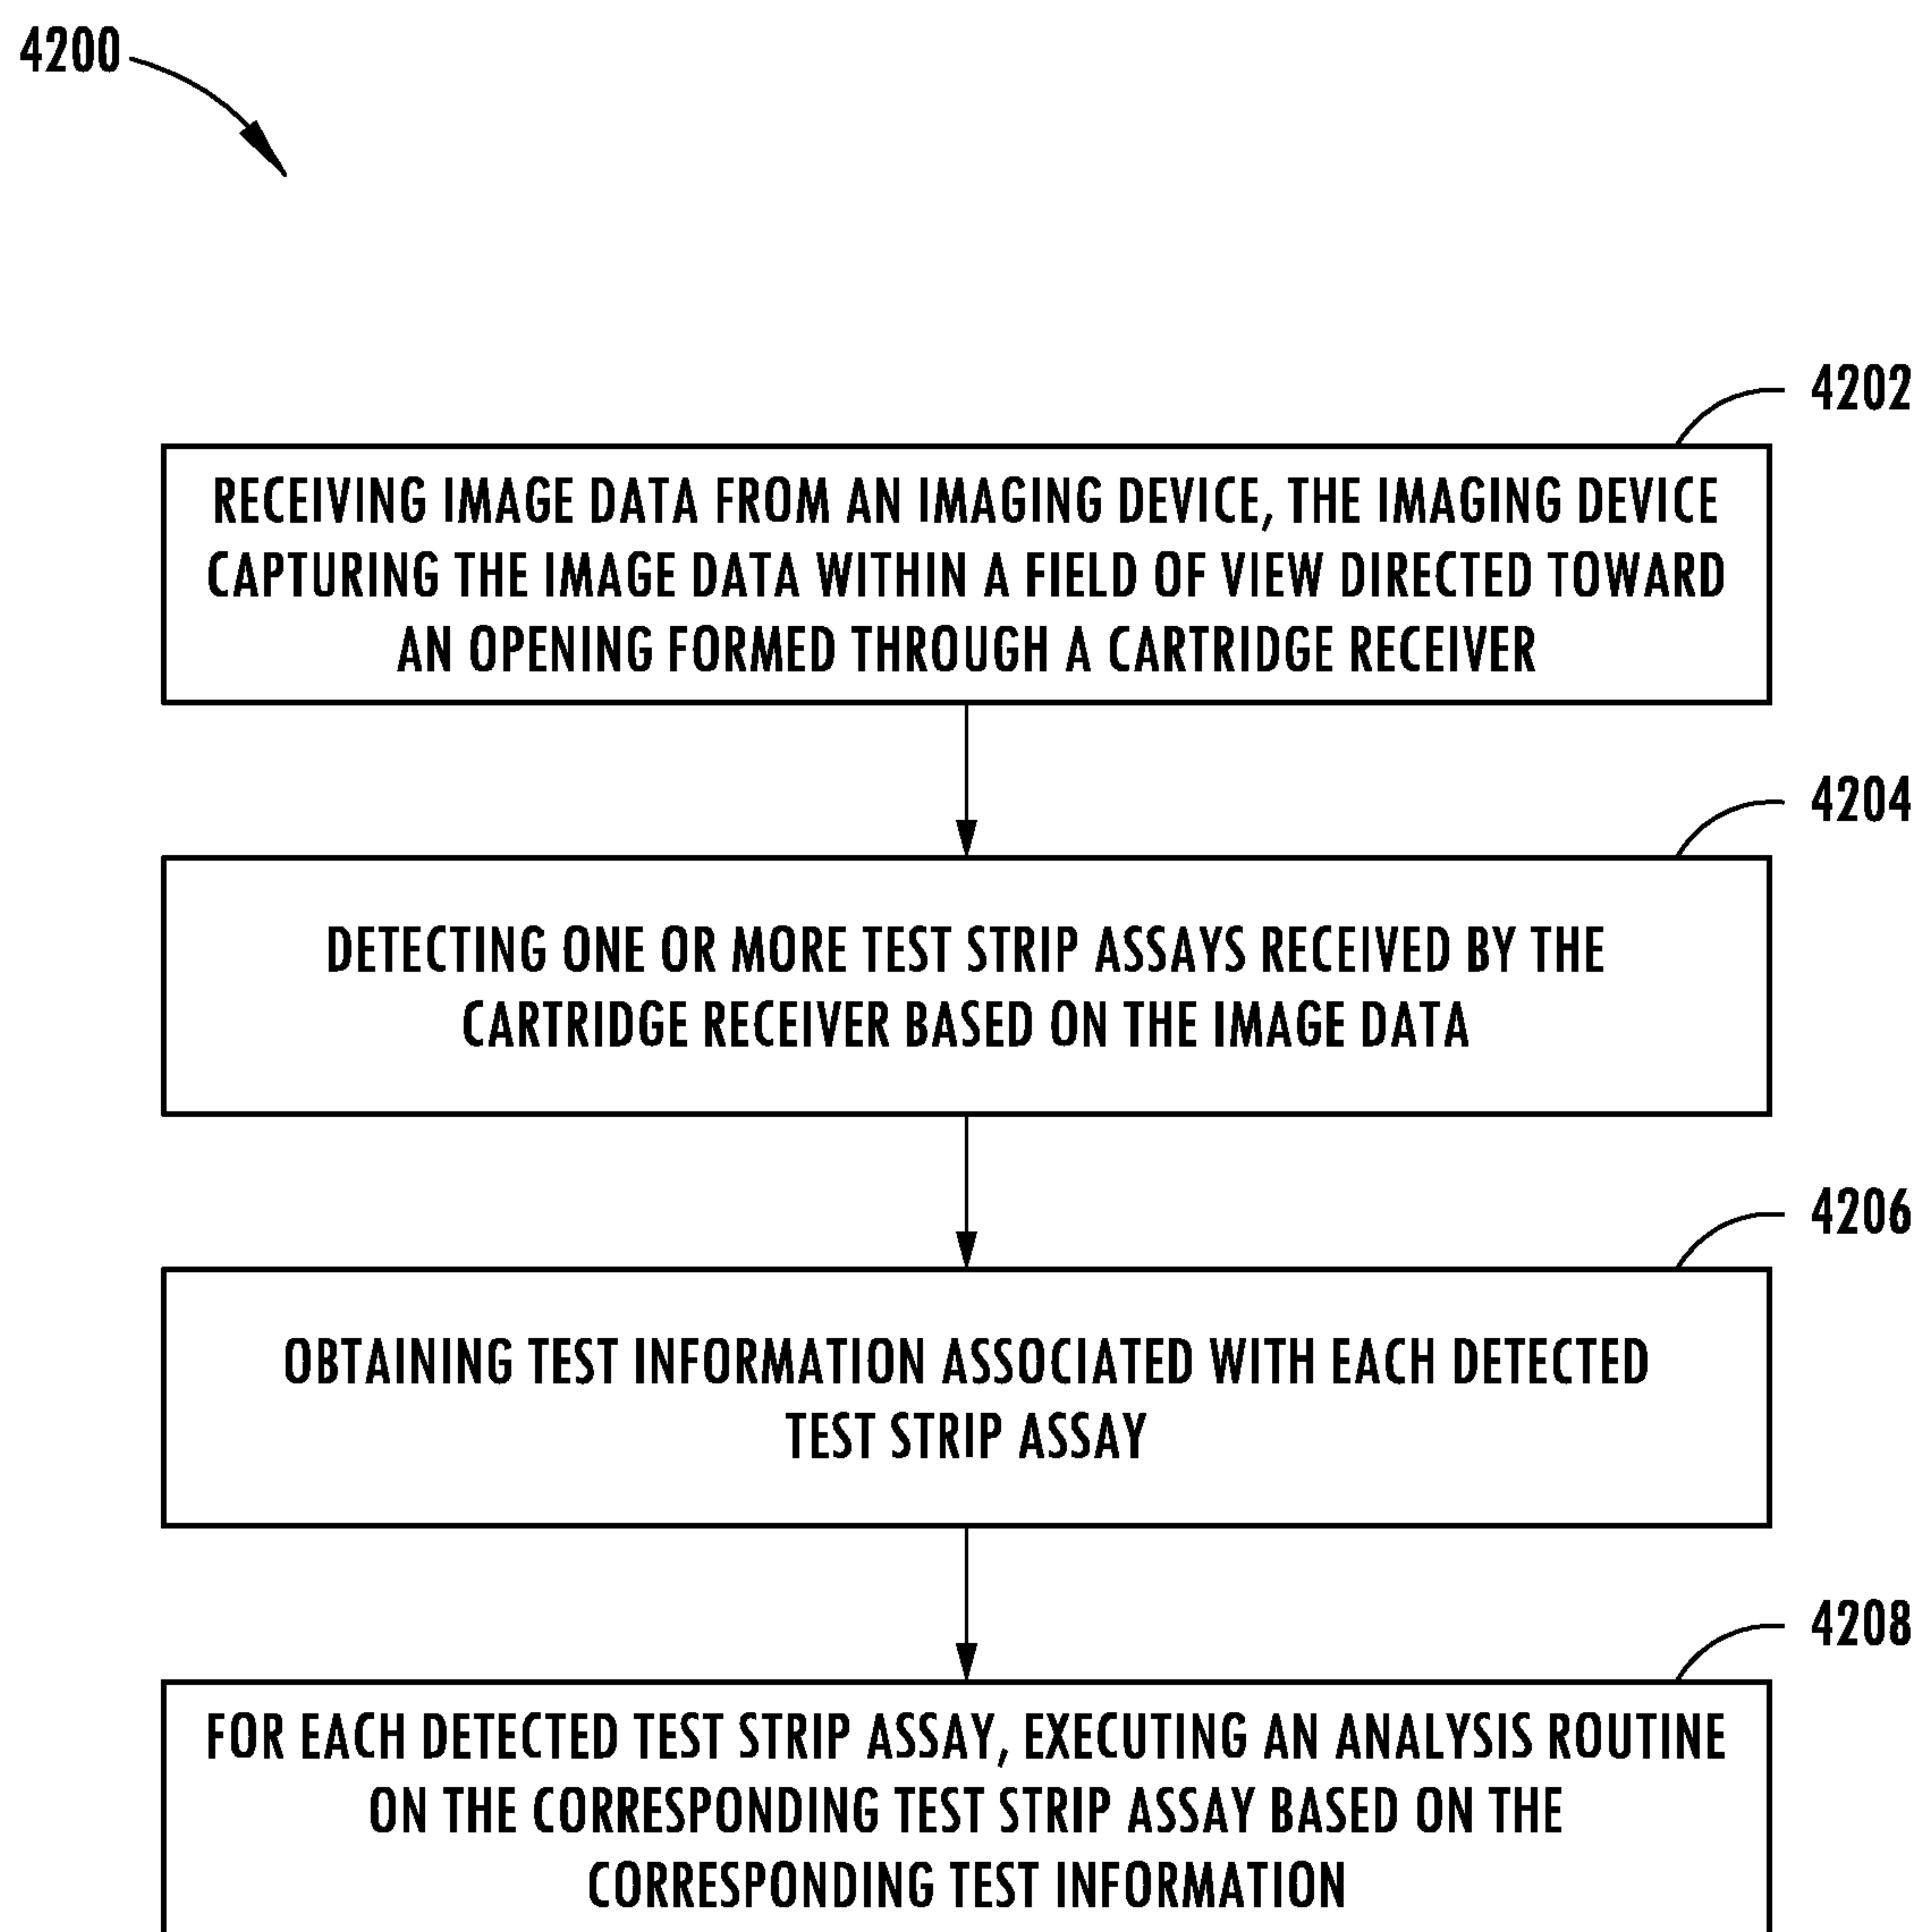 4200
4202
RECEIVING IMAGE DATA FROM AN IMAGING DEVICE, THE IMAGING DEVICE
CAPTURING THE IMAGE DATA WITHIN A FIELD OF VIEW DIRECTED TOWARD
AN OPENING FORMED THROUGH A CARTRIDGE RECEIVER
4204
DETECTING ONE OR MORE TEST STRIP ASSAYS RECEIVED BY THE
CARTRIDGE RECEIVER BASED ON THE IMAGE DATA
4206
OBTAINING TEST INFORMATION ASSOCIATED WITH EACH DETECTED
TEST STRIP ASSAY
4208
FOR EACH DETECTED TEST STRIP ASSAY, EXECUTING AN ANALYSIS ROUTINE
ON THE CORRESPONDING TEST STRIP ASSAY BASED ON THE
CORRESPONDING TEST INFORMATION